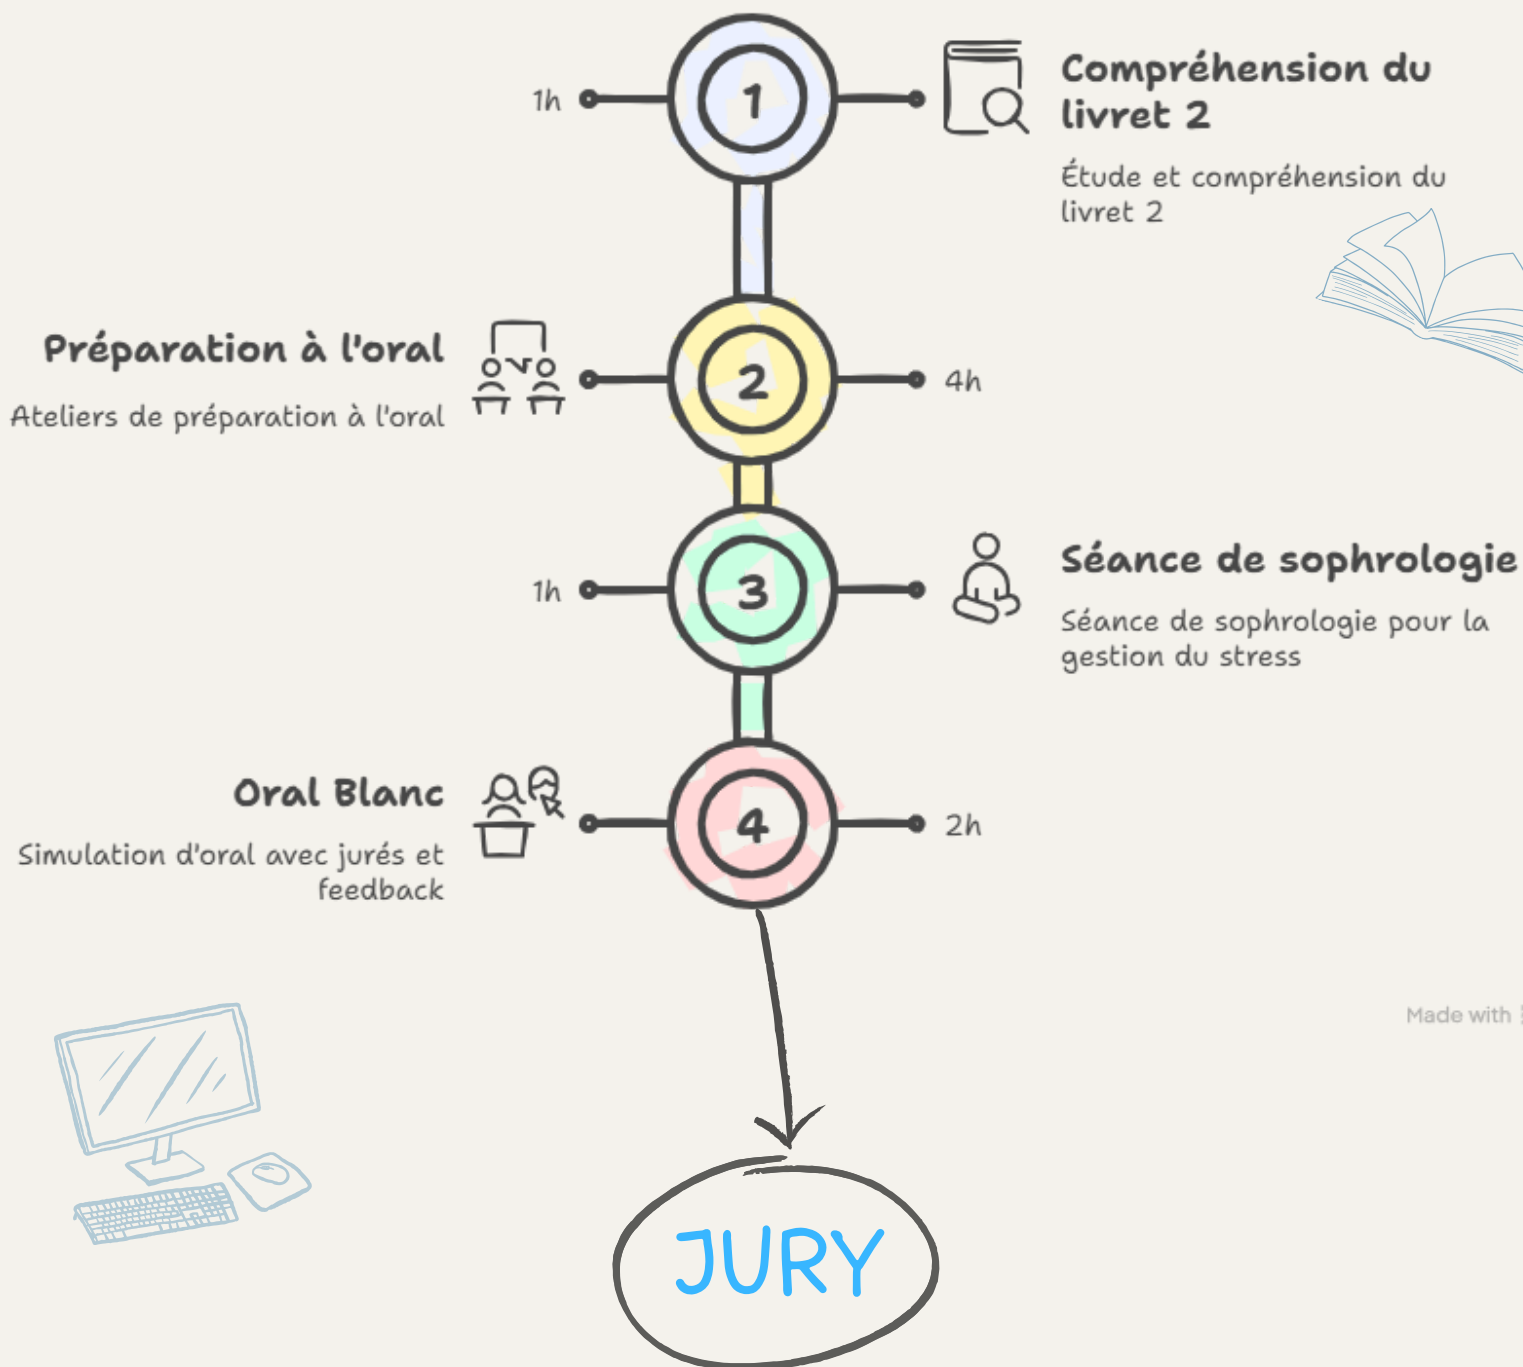 1h
1
Compréhension du
livret 2
Étude et compréhension du
livret 2
Préparation à l'oral
Ateliers de préparation à l'oral
2
4h
1h
3
Séance de sophrologie
Séance de sophrologie pour la
gestion du stress
Oral Blanc
Simulation d'oral avec jurés et
feedback
4
2h
Made with
JURY